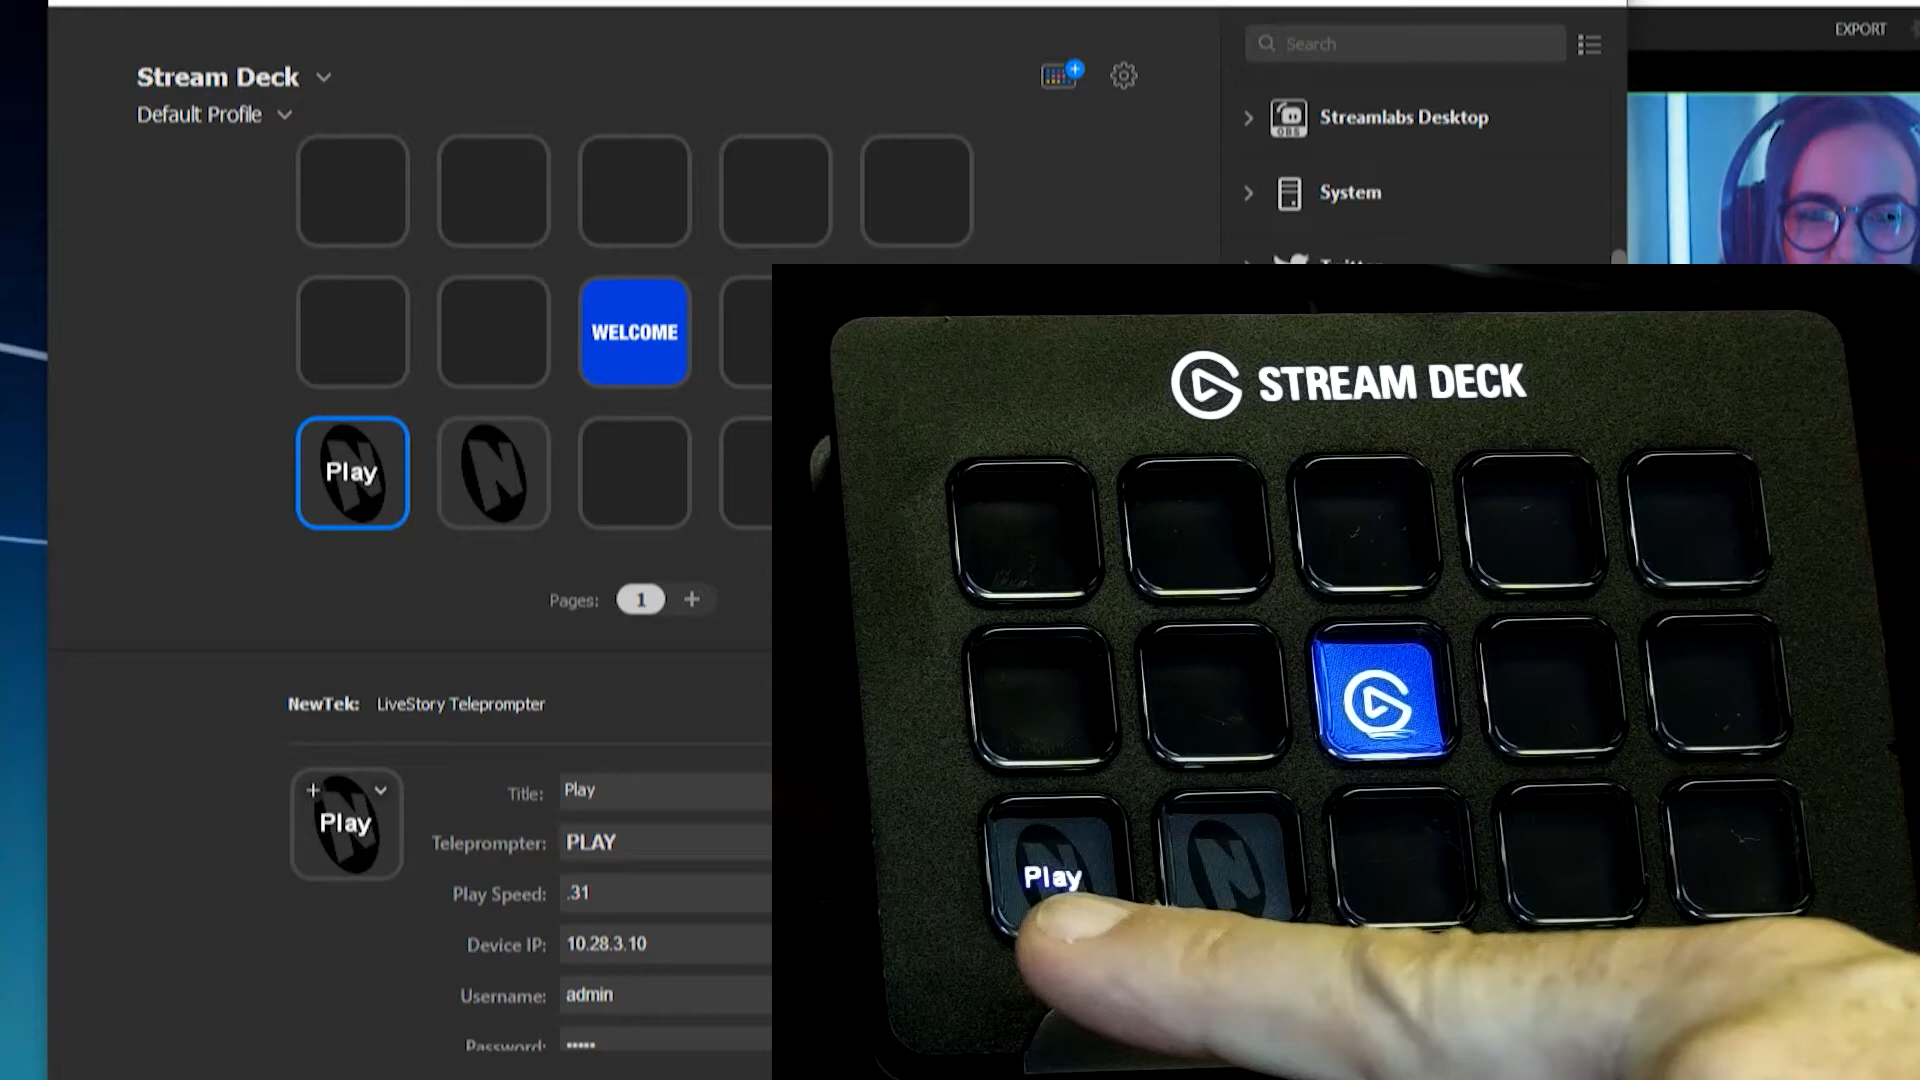 EXPORT
Search
Stream Deck
Default Profile
Streamlabs Desktop
System
WELCOME
Play
Pages: 1 +
STREAM DECK
Play
NewTek: LiveStory Teleprompter
Play
Title: Play
Teleprompter: PLAY
Play Speed: .31
Device IP: 10.28.3.10
Username: admin
Password: •••••